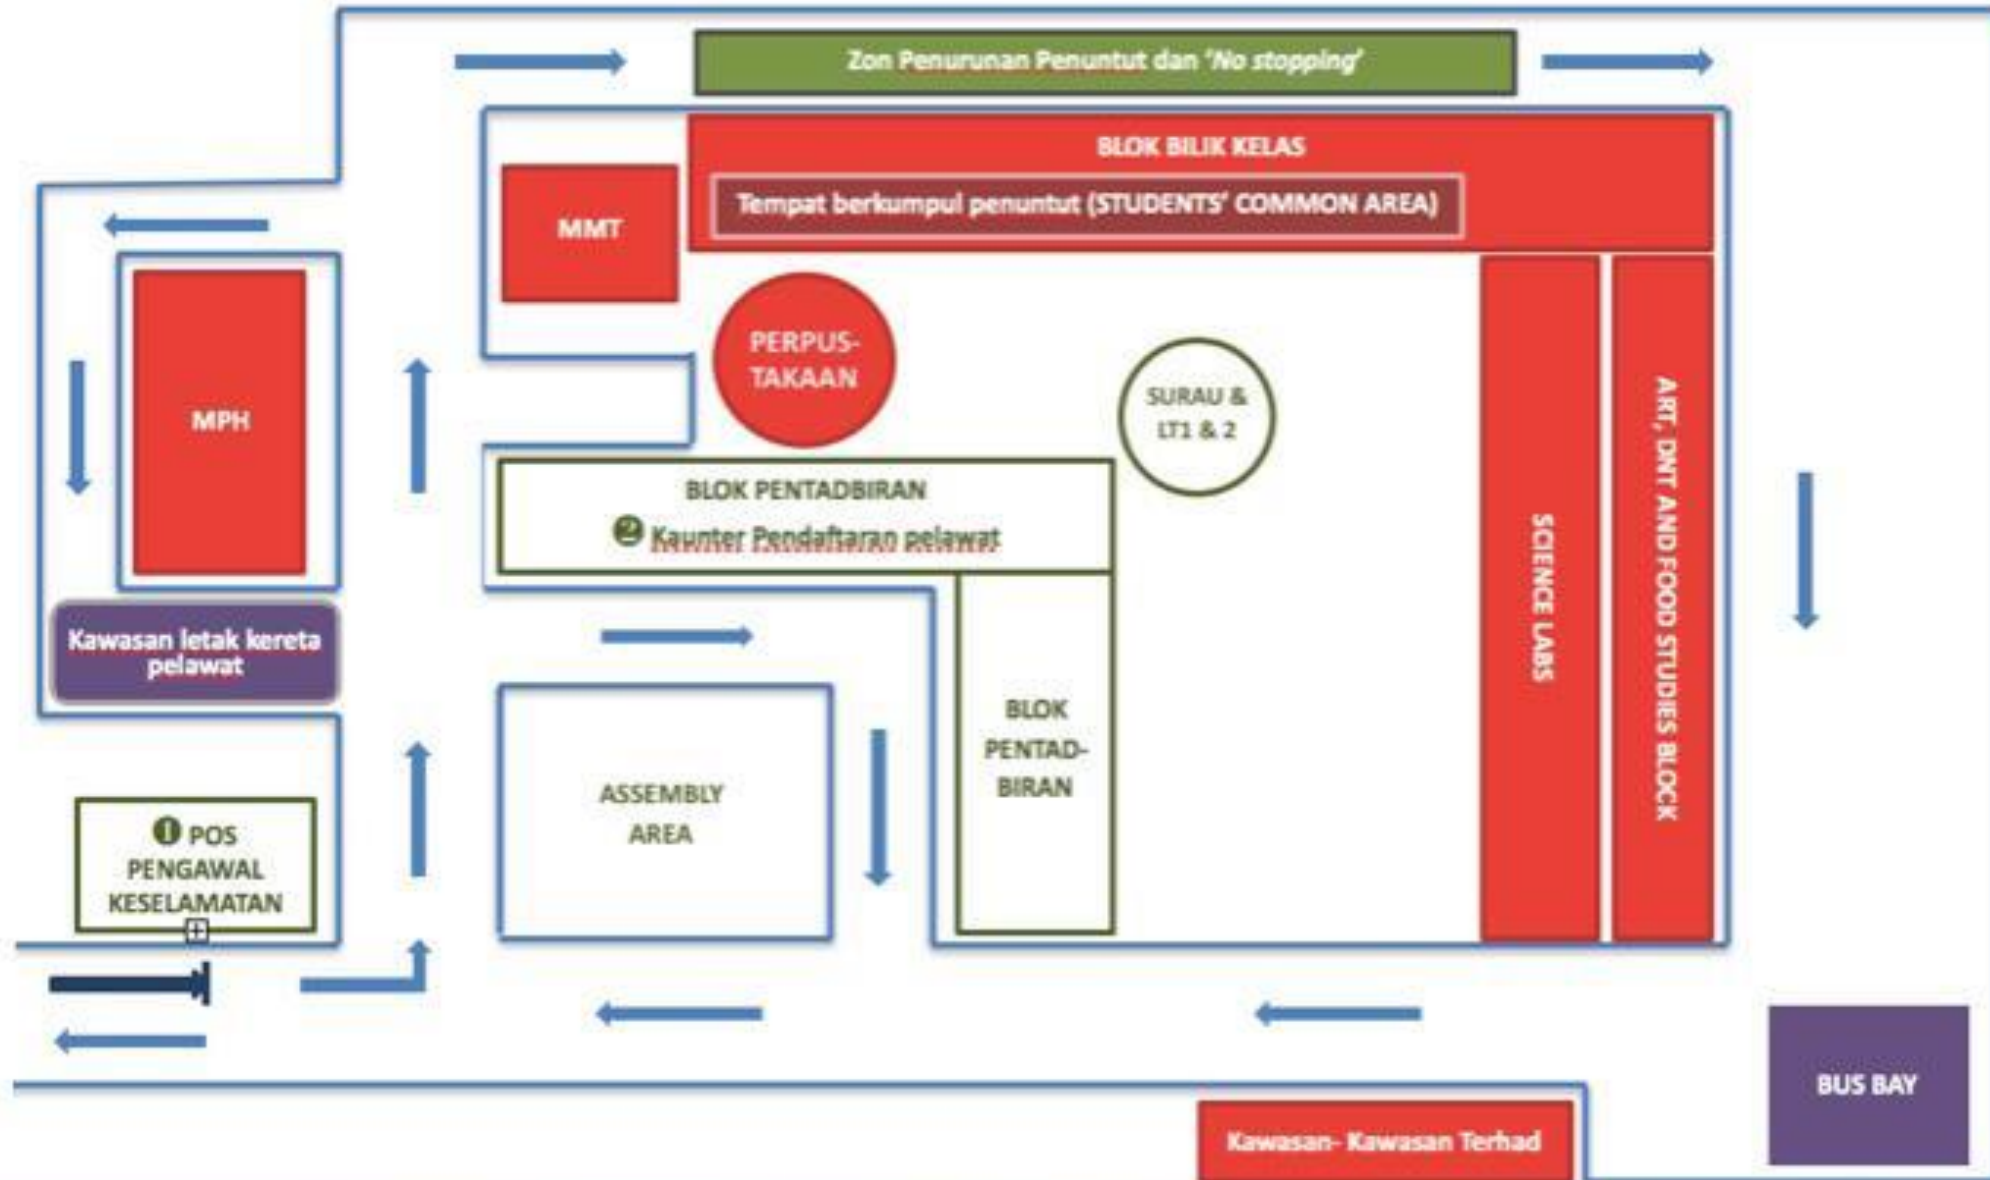 Zon Penurunan Penuntut dan 'No stopping'
BLOK BILIK KELAS
Tempat berkumpul penuntut (STUDENTS' COMMON AREA)
MMT
PERPUS-
TAKAAN
SURAU &
LT1 & 2
MPH
BLOK PENTADBIRAN
❷ Kaunter Pendaftaran pelawat
SCIENCE LABS
ART, DNT AND FOOD STUDIES BLOCK
Kawasan letak kereta
pelawat
BLOK
PENTAD-
BIRAN
ASSEMBLY
AREA
❶ POS
PENGAWAL
KESELAMATAN
BUS BAY
Kawasan- Kawasan Terhad